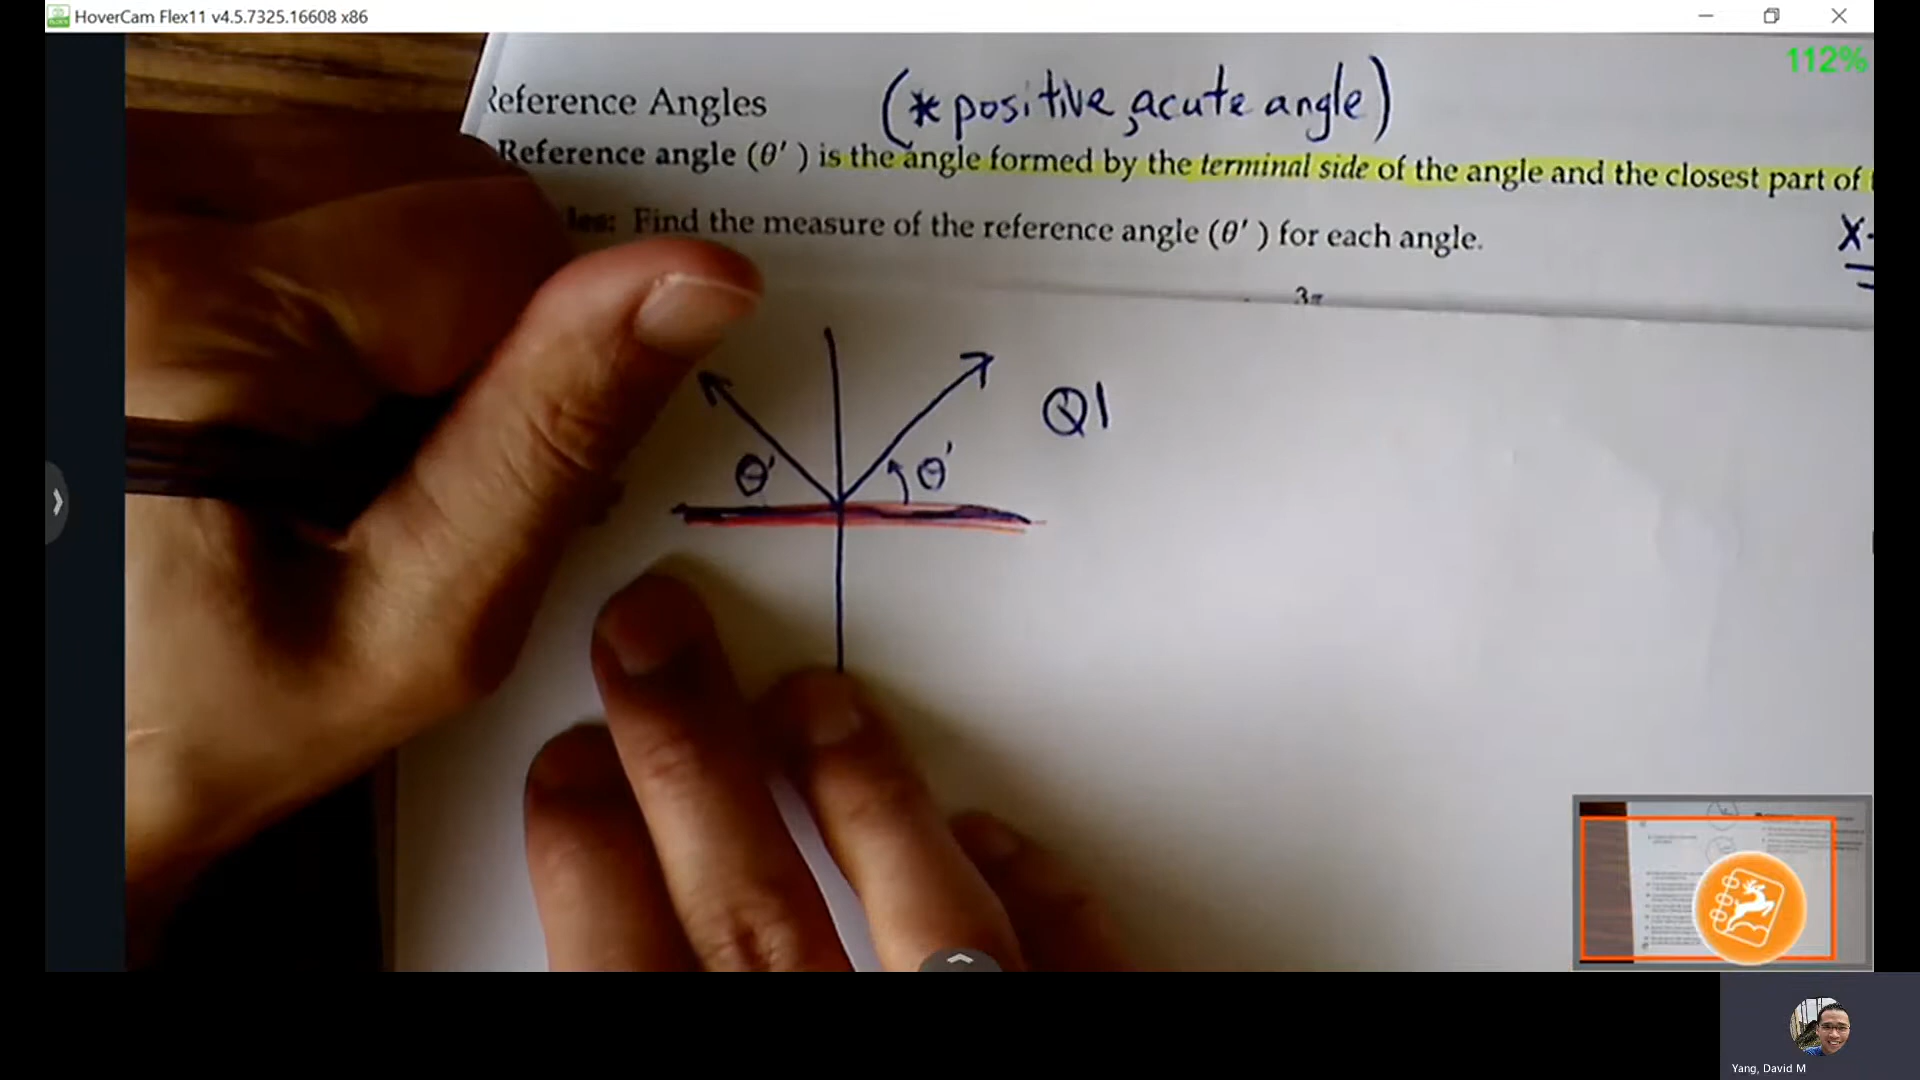 HoverCam Flex11 v4.5.7325.16608 x86
112%
Reference Angles (*positive, acute angle)
Reference angle (θ′ ) is the angle formed by the terminal side of the angle and the closest part of
Find the measure of the reference angle (θ′ ) for each angle.
X-
3π
Q1
θ′ θ′
Yang, David M